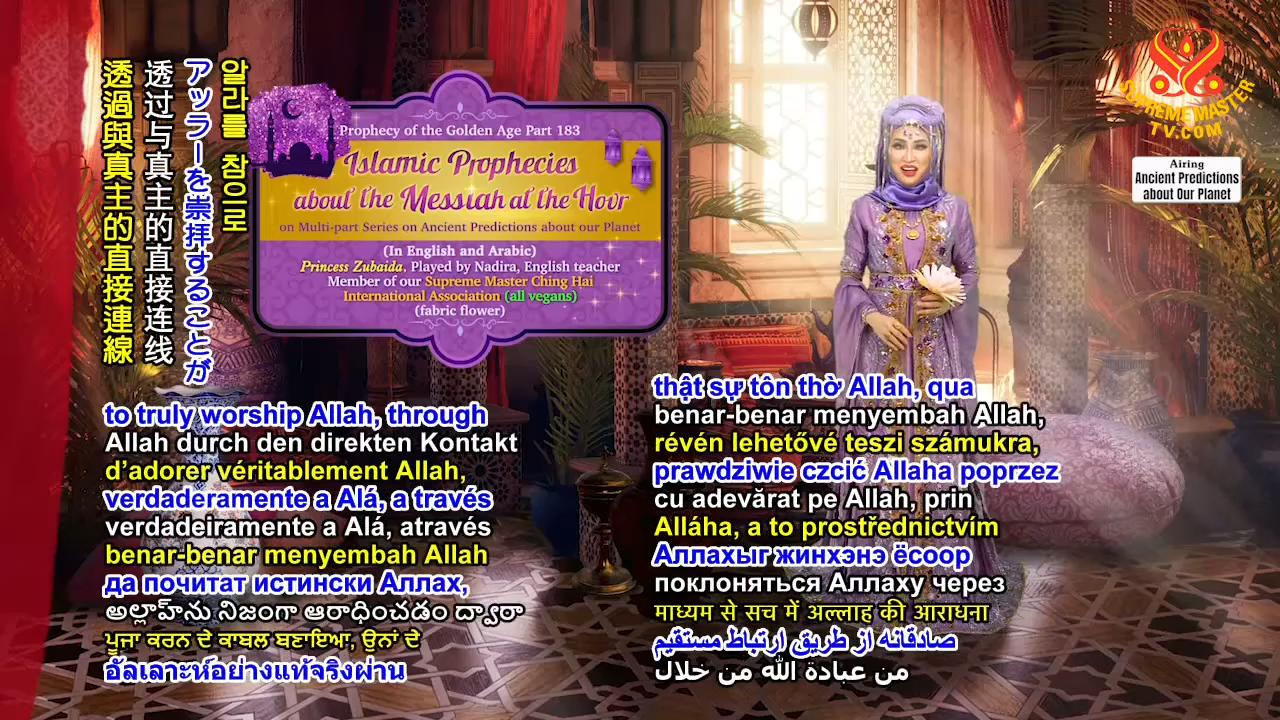 알라를 참으로
アッラーを崇拝することが
透过与真主的直接连线
透過與真主的直接連線
Prophecy of the Golden Age Part 183
Islamic Prophecies
about the Messiah at the Hour
on Multi-part Series on Ancient Predictions about our Planet
(In English and Arabic)
Princess Zubaida, Played by Nadira, English teacher
Member of our Supreme Master Ching Hai
International Association (all vegans)
(fabric flower)
SUPREME MASTER
TV.COM
Airing
Ancient Predictions
about Our Planet
to truly worship Allah, through
Allah durch den direkten Kontakt
d’adorer véritablement Allah,
verdaderamente a Alá, a través
verdadeiramente a Alá, através
benar-benar menyembah Allah
да почитат истински Аллах,
అల్లాహ్‌ను నిజంగా ఆరాధించడం ద్వారా
ਪੂਜਾ ਕਰਨ ਦੇ ਕਾਬਲ ਬਣਾਇਆ, ਉਨਾਂ ਦੇ
อัลเลาะห์อย่างแท้จริงผ่าน
thật sự tôn thờ Allah, qua
benar-benar menyembah Allah,
révén lehetővé teszi számukra,
prawdziwie czcić Allaha poprzez
cu adevărat pe Allah, prin
Alláha, a to prostřednictvím
Аллахыг жинхэнэ ёсоор
поклоняться Аллаху через
माध्यम से सच में अल्लाह की आराधना
صادقانه از طریق ارتباط مستقیم
من عبادة الله من خلال